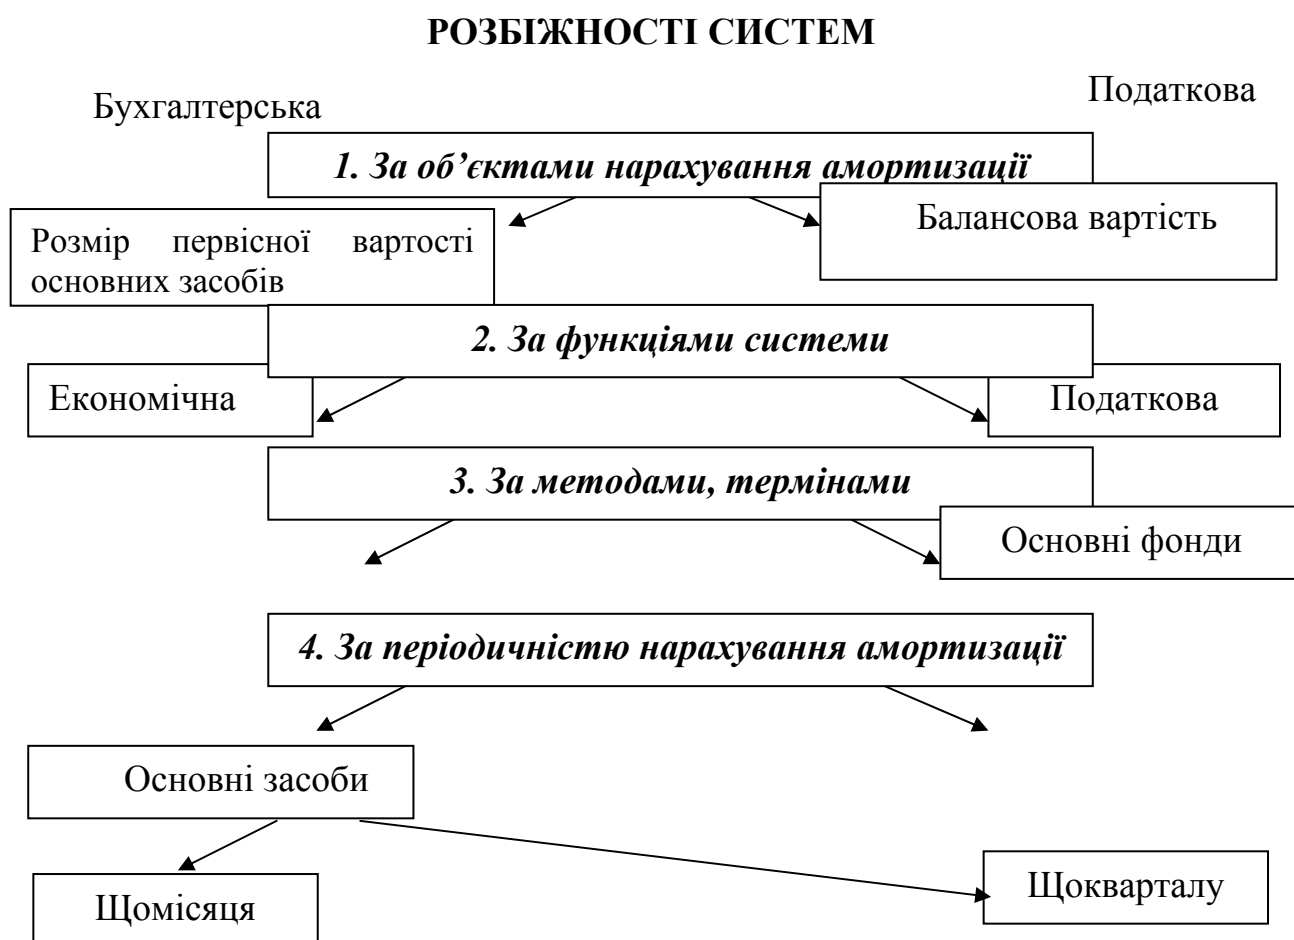 РОЗБІЖНОСТІ СИСТЕМ
Бухгалтерська
Податкова
1. За об’єктами нарахування амортизації
Розмір первісної вартості
основних засобів
Балансова вартість
2. За функціями системи
Економічна
Податкова
3. За методами, термінами
Основні фонди
4. За періодичністю нарахування амортизації
Основні засоби
Щомісяця
Щокварталу